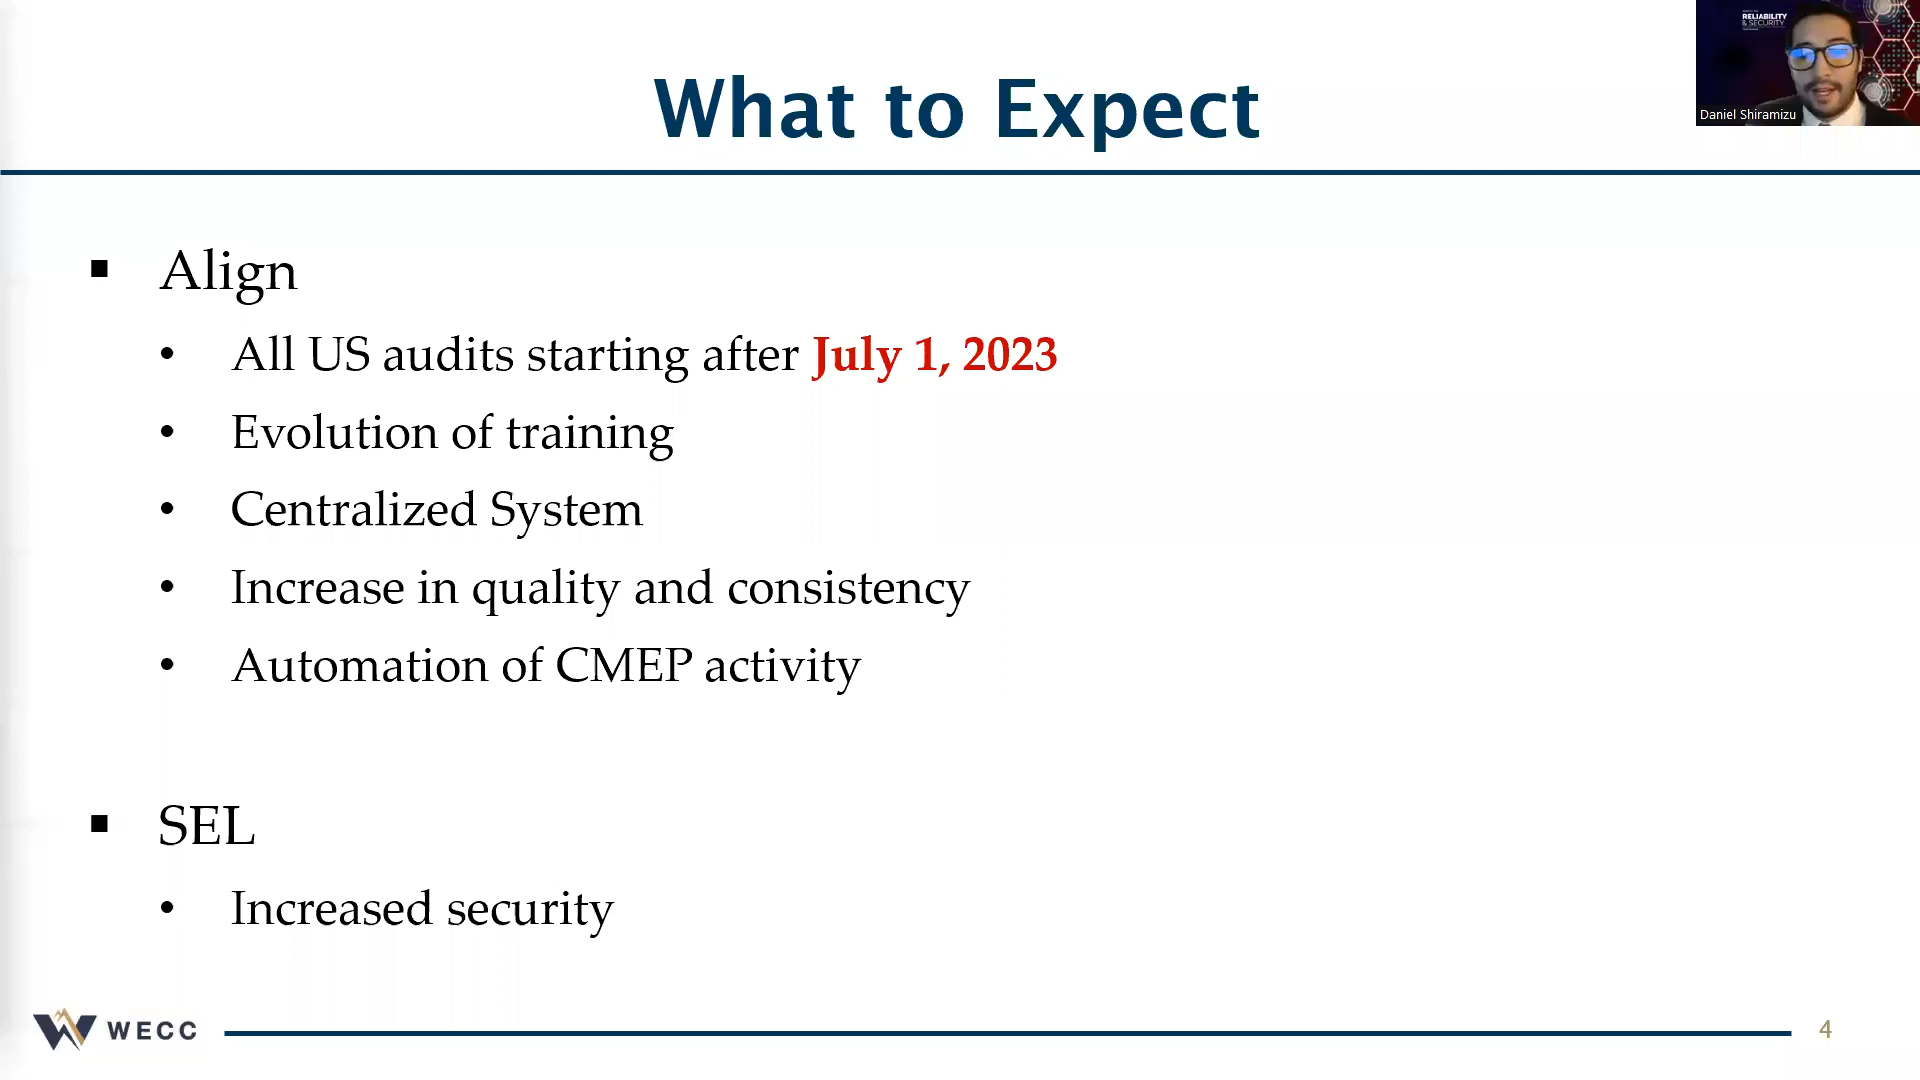 RELIABILITY
& SECURITY
Daniel Shiramizu
What to Expect
▪ Align
• All US audits starting after July 1, 2023
• Evolution of training
• Centralized System
• Increase in quality and consistency
• Automation of CMEP activity
▪ SEL
• Increased security
WECC
4